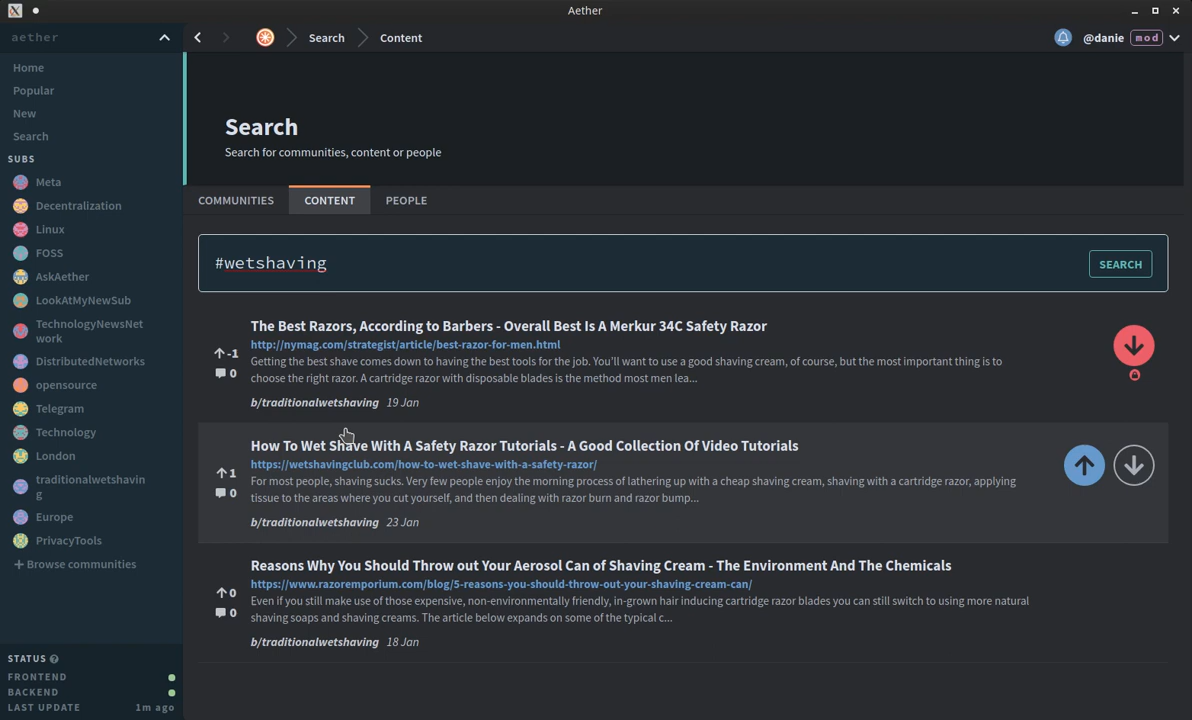 Aether
aether
Search
Content
@danie mod
Home
Popular
New
Search
SUBS
Meta
Decentralization
Linux
FOSS
AskAether
LookAtMyNewSub
TechnologyNewsNet
work
DistributedNetworks
opensource
Telegram
Technology
London
traditionalwetshavin
g
Europe
PrivacyTools
+ Browse communities
STATUS ?
FRONTEND
BACKEND
LAST UPDATE 1m ago
Search
Search for communities, content or people
COMMUNITIES
CONTENT
PEOPLE
#wetshaving
SEARCH
The Best Razors, According to Barbers - Overall Best Is A Merkur 34C Safety Razor
http://nymag.com/strategist/article/best-razor-for-men.html
-1
Getting the best shave comes down to having the best tools for the job. You'll want to use a good shaving cream, of course, but the most important thing is to
0
choose the right razor. A cartridge razor with disposable blades is the method most men lea...
b/traditionalwetshaving 19 Jan
How To Wet Shave With A Safety Razor Tutorials - A Good Collection Of Video Tutorials
https://wetshavingclub.com/how-to-wet-shave-with-a-safety-razor/
1
For most people, shaving sucks. Very few people enjoy the morning process of lathering up with a cheap shaving cream, shaving with a cartridge razor, applying
0
tissue to the areas where you cut yourself, and then dealing with razor burn and razor bump...
b/traditionalwetshaving 23 Jan
Reasons Why You Should Throw out Your Aerosol Can of Shaving Cream - The Environment And The Chemicals
https://www.razoremporium.com/blog/5-reasons-you-should-throw-out-your-shaving-cream-can/
0
Even if you still make use of those expensive, non-environmentally friendly, in-grown hair inducing cartridge razor blades you can still switch to using more natural
0
shaving soaps and shaving creams. The article below expands on some of the typical c...
b/traditionalwetshaving 18 Jan